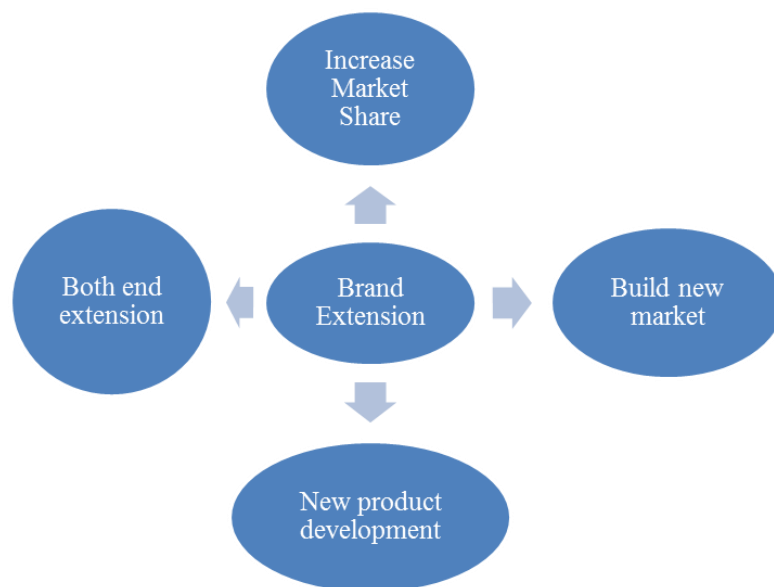 Increase
Market
Share
Both end
extension
Brand
Extension
Build new
market
New product
development